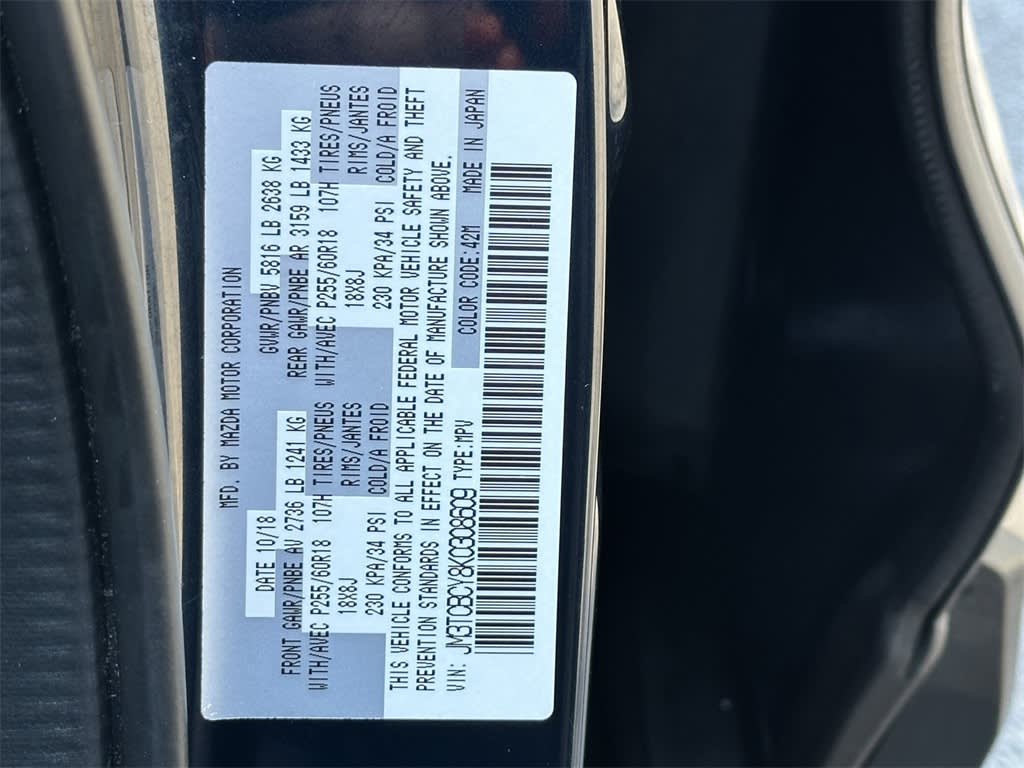 MFD. BY MAZDA MOTOR CORPORATION
DATE 10/18 GVWR/PNBV 5816 LB 2638 KG
FRONT GAWR/PNBE AV 2736 LB 1241 KG REAR GAWR/PNBE AR 3159 LB 1433 KG
WITH/AVEC P255/60R18 107H TIRES/PNEUS WITH/AVEC P255/60R18 107H TIRES/PNEUS
18X8J RIMS/JANTES 18X8J RIMS/JANTES
230 KPA/34 PSI COLD/A FROID 230 KPA/34 PSI COLD/A FROID
THIS VEHICLE CONFORMS TO ALL APPLICABLE FEDERAL MOTOR VEHICLE SAFETY AND THEFT
PREVENTION STANDARDS IN EFFECT ON THE DATE OF MANUFACTURE SHOWN ABOVE.
VIN: JM3TCBCY8K0308609 TYPE:MPV COLOR CODE:42M MADE IN JAPAN